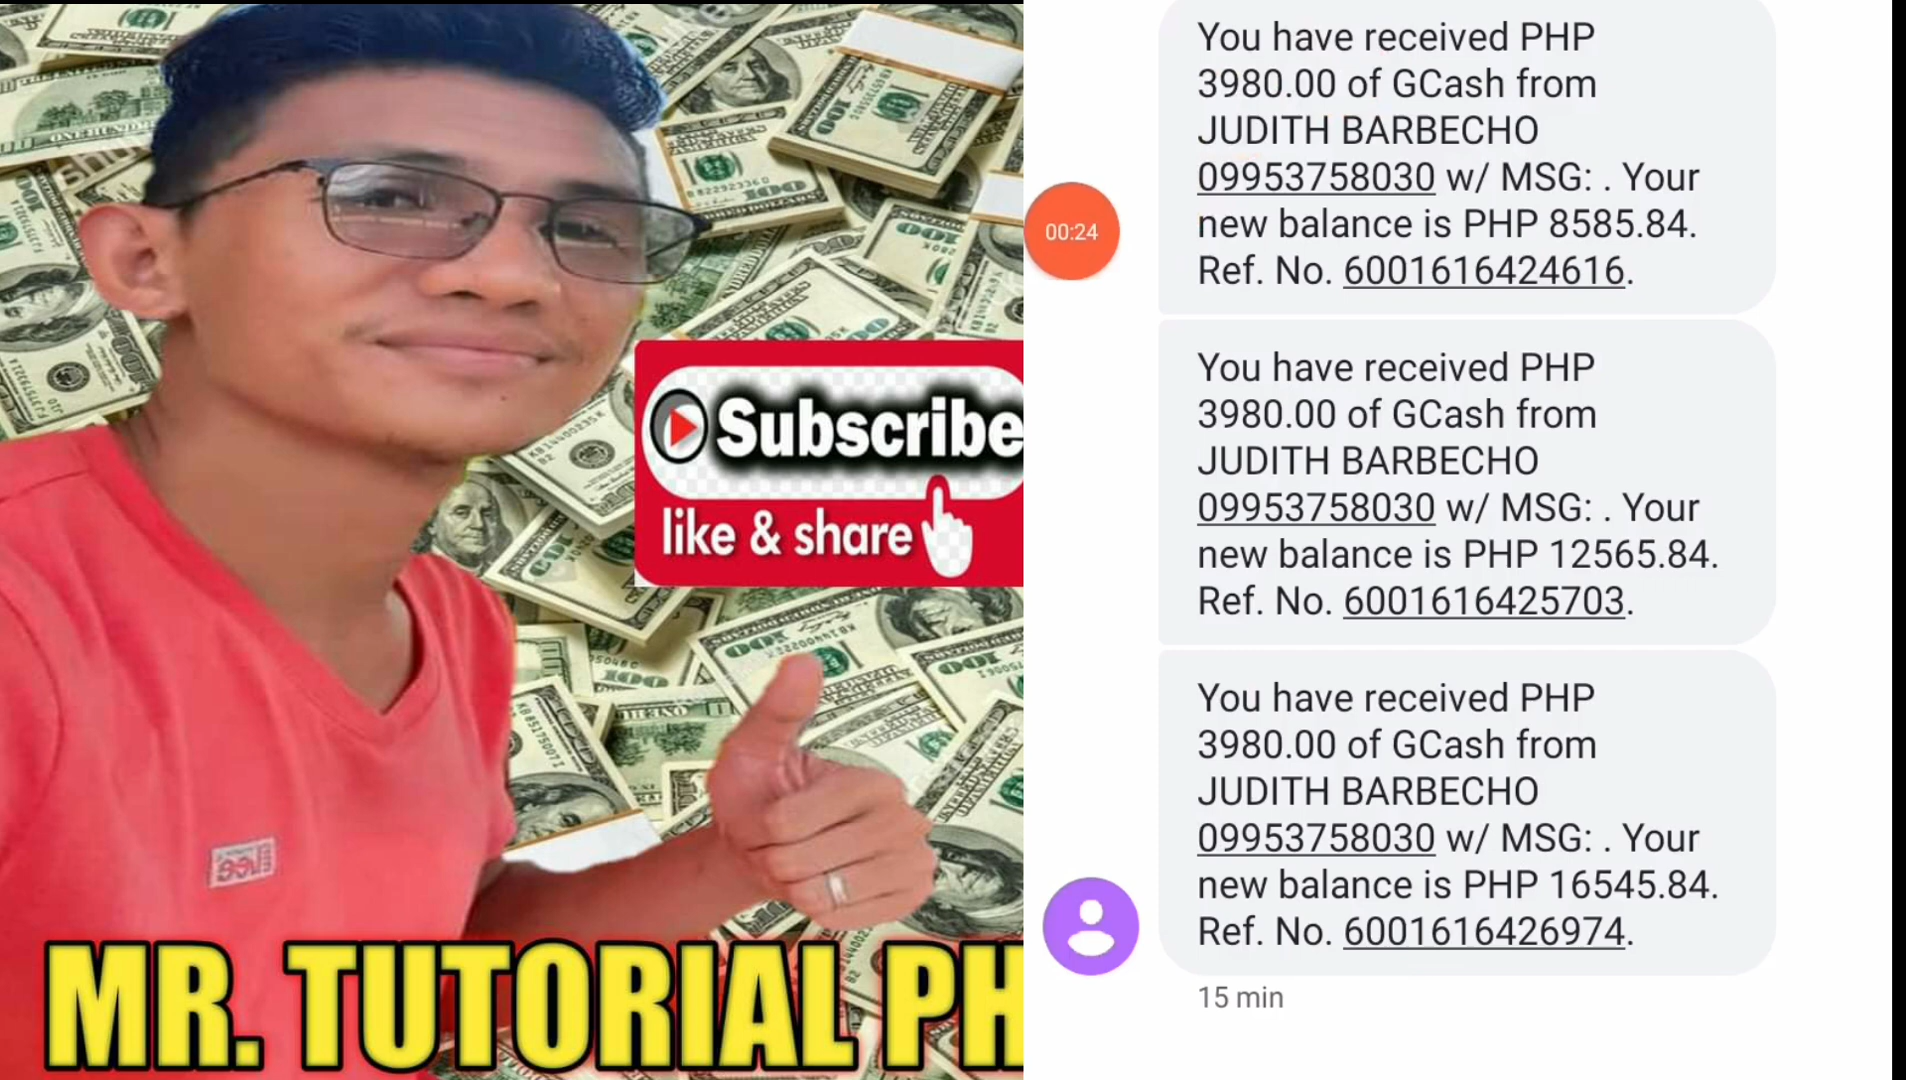 Subscribe
like & share
MR. TUTORIAL PH
00:24
You have received PHP
3980.00 of GCash from
JUDITH BARBECHO
09953758030 w/ MSG: . Your
new balance is PHP 8585.84.
Ref. No. 6001616424616.
You have received PHP
3980.00 of GCash from
JUDITH BARBECHO
09953758030 w/ MSG: . Your
new balance is PHP 12565.84.
Ref. No. 6001616425703.
You have received PHP
3980.00 of GCash from
JUDITH BARBECHO
09953758030 w/ MSG: . Your
new balance is PHP 16545.84.
Ref. No. 6001616426974.
15 min